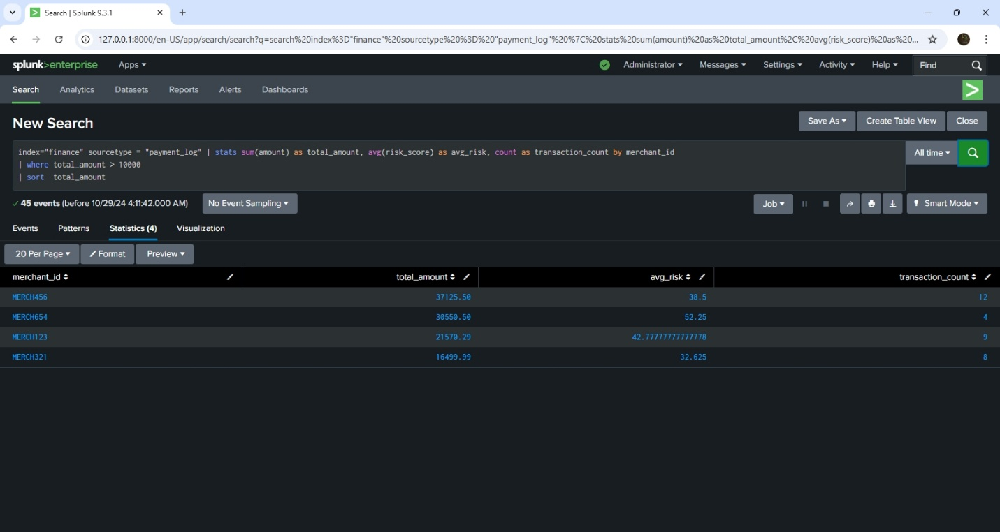 Search | Splunk 9.3.1
127.0.0.1:8000/en-US/app/search/search?q=search%20index%3D"finance"%20sourcetype%20%3D%20"payment_log"%20%7C%20stats%20sum(amount)%20as%20total_amount%2C%20avg(risk_score)%20as%20...
splunk>enterprise Apps Administrator Messages Settings Activity Help Find
Search Analytics Datasets Reports Alerts Dashboards
New Search Save As Create Table View Close
index="finance" sourcetype = "payment_log" | stats sum(amount) as total_amount, avg(risk_score) as avg_risk, count as transaction_count by merchant_id All time
| where total_amount > 10000
| sort -total_amount
45 events (before 10/29/24 4:11:42.000 AM) No Event Sampling Job Smart Mode
Events Patterns Statistics (4) Visualization
20 Per Page Format Preview
merchant_id total_amount avg_risk transaction_count
MERCH456 37125.50 38.5 12
MERCH654 30550.50 52.25 4
MERCH123 21570.29 42.77777777777778 9
MERCH321 16499.99 32.625 8